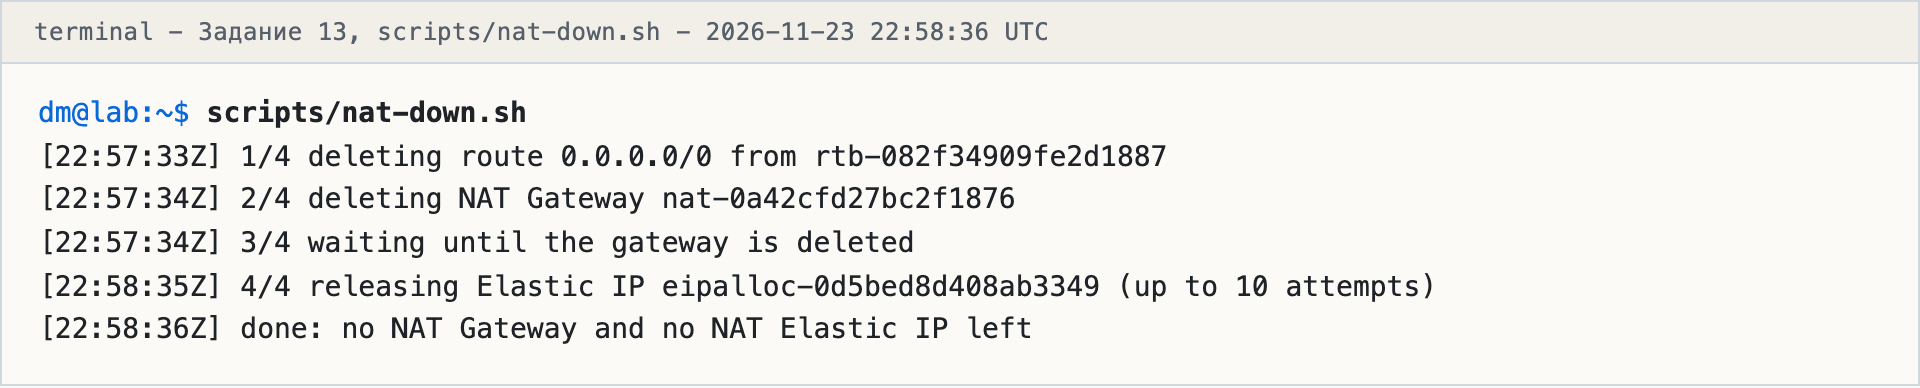 terminal – Задание 13, scripts/nat-down.sh – 2026-11-23 22:58:36 UTC
dm@lab:~$ scripts/nat-down.sh
[22:57:33Z] 1/4 deleting route 0.0.0.0/0 from rtb-082f34909fe2d1887
[22:57:34Z] 2/4 deleting NAT Gateway nat-0a42cfd27bc2f1876
[22:57:34Z] 3/4 waiting until the gateway is deleted
[22:58:35Z] 4/4 releasing Elastic IP eipalloc-0d5bed8d408ab3349 (up to 10 attempts)
[22:58:36Z] done: no NAT Gateway and no NAT Elastic IP left